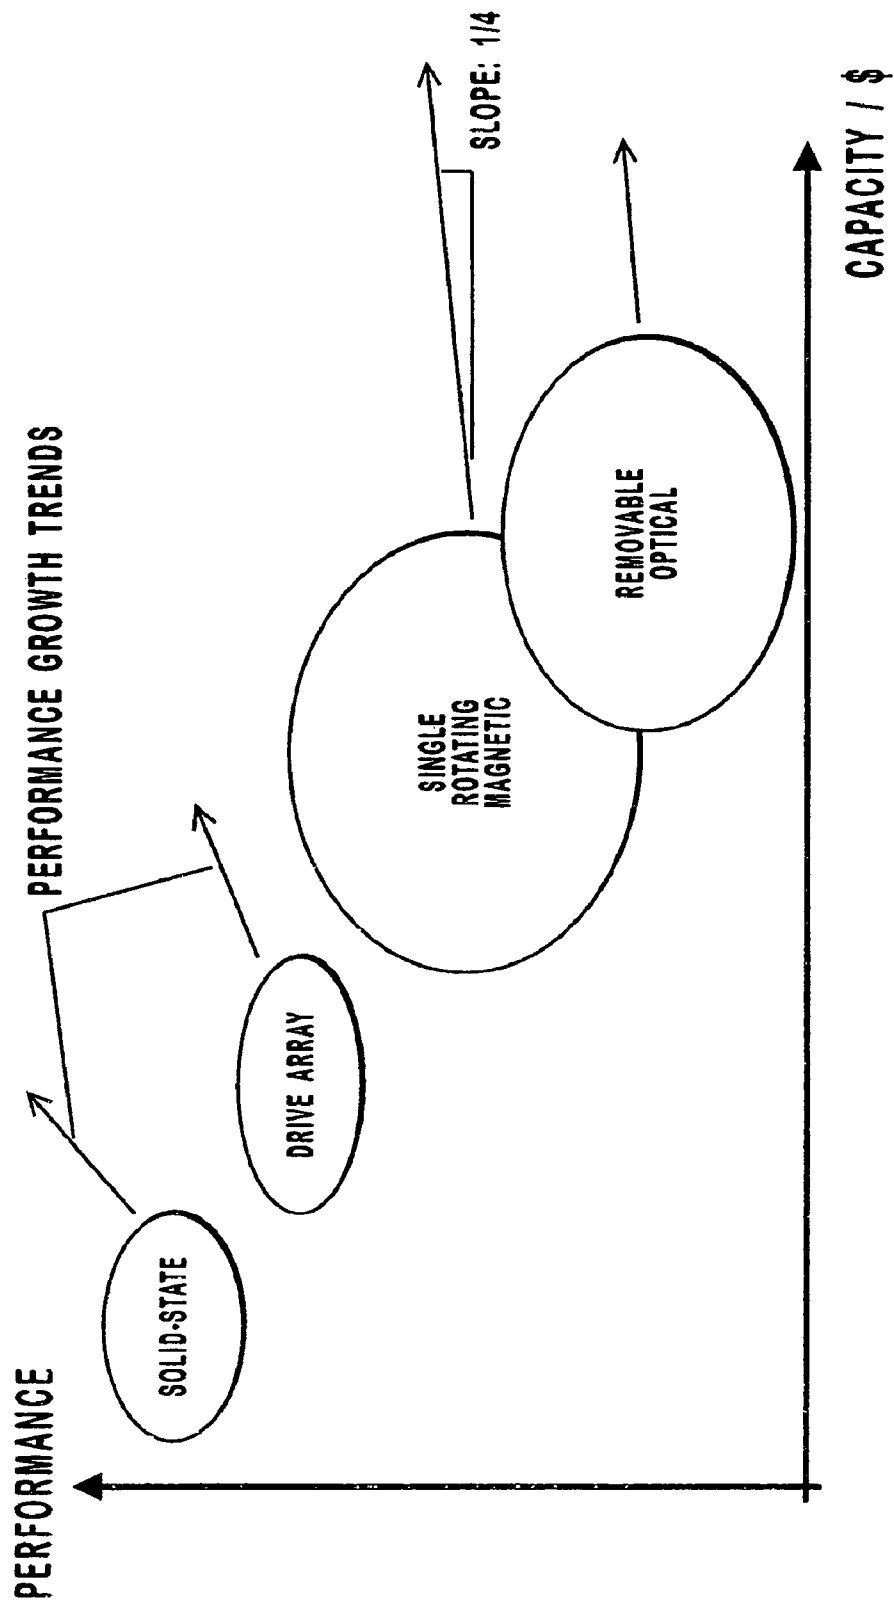 PERFORMANCE
PERFORMANCE GROWTH TRENDS
SOLID-STATE
DRIVE ARRAY
SINGLE
ROTATING
MAGNETIC
SLOPE: 1/4
REMOVABLE
OPTICAL
CAPACITY / $